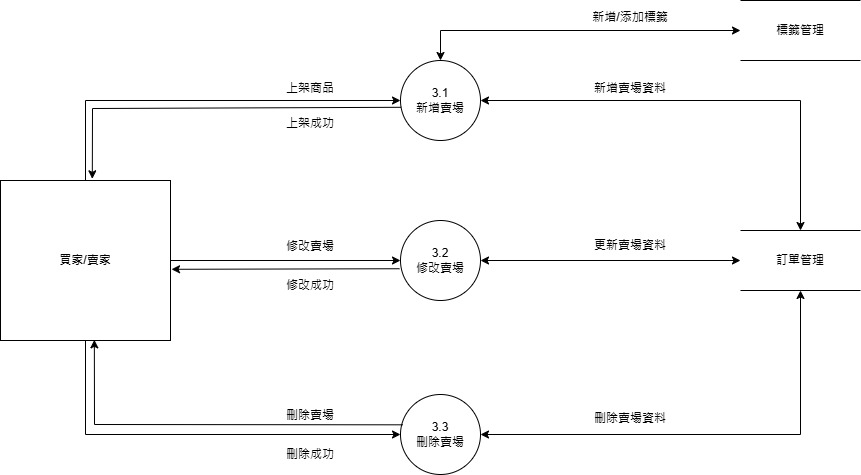 新增/添加標籤
標籤管理
上架商品
3.1
新增賣場
新增賣場資料
上架成功
買家/賣家
修改賣場
3.2
修改賣場
更新賣場資料
訂單管理
修改成功
刪除賣場
3.3
刪除賣場
刪除賣場資料
刪除成功